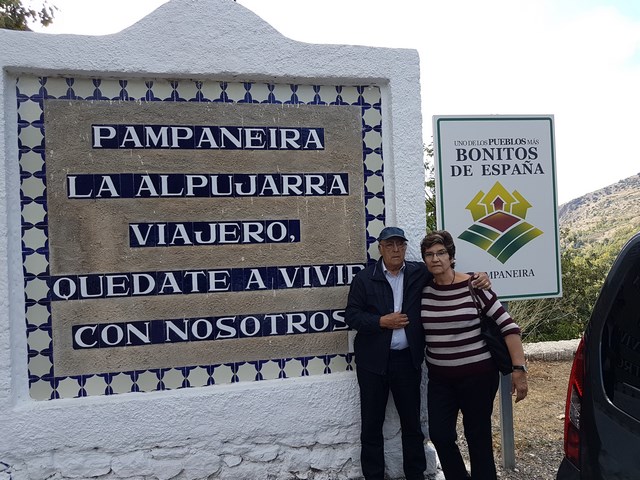 PAMPANEIRA
LA ALPUJARRA
VIAJERO,
QUEDATE A VIVIR
CON NOSOTROS
UNO DE LOS PUEBLOS MÁS
BONITOS
DE ESPAÑA
PAMPANEIRA